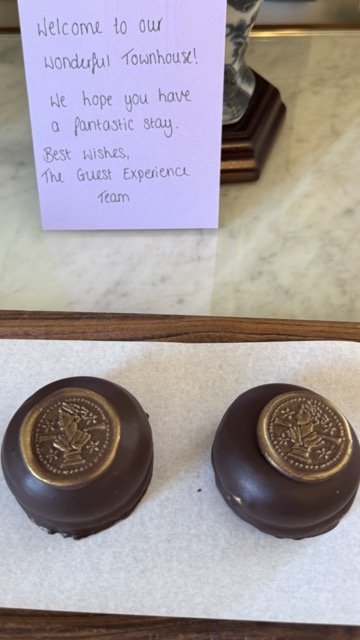 Welcome to our
Wonderful Townhouse!
We hope you have
a fantastic stay.
Best Wishes,
The Guest Experience
Team